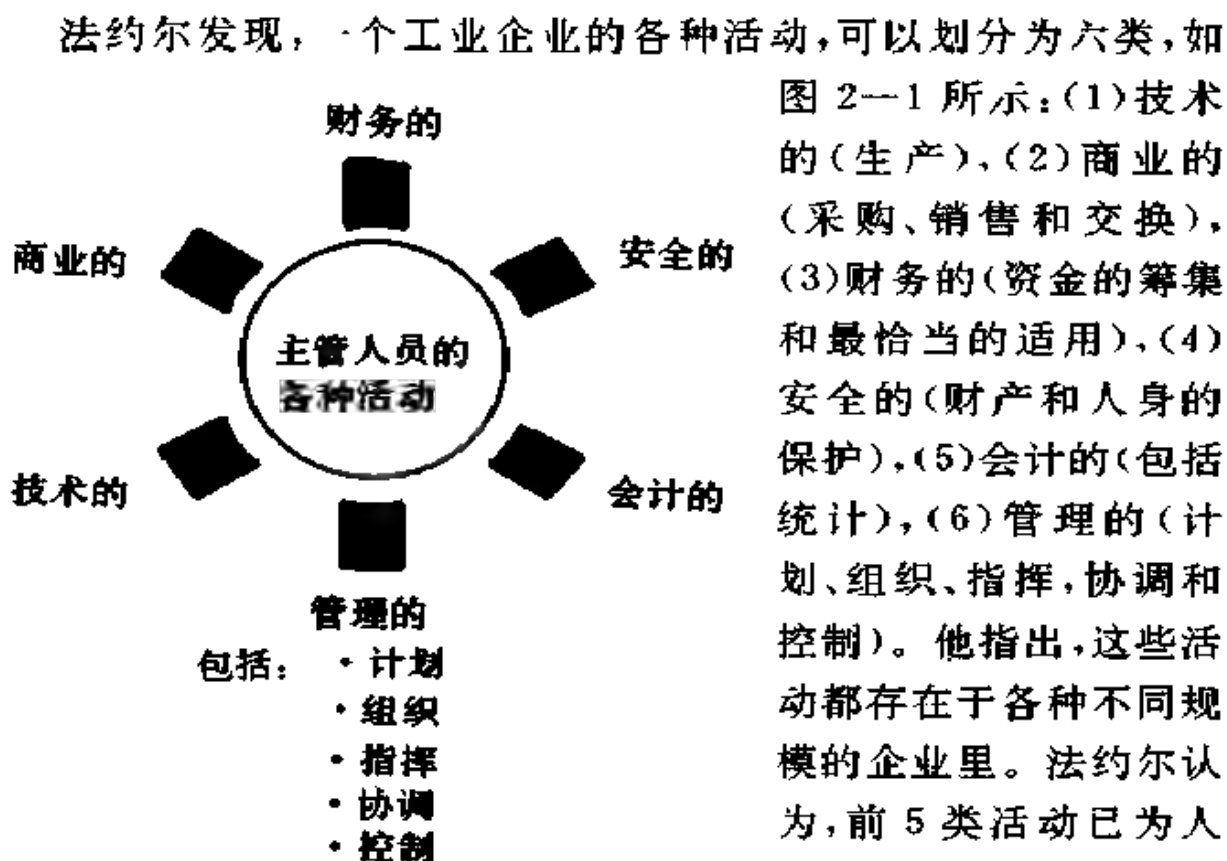 法约尔发现，一个工业企业的各种活动，可以划分为六类，如
图 2—1 所示：(1)技术
的(生产)、(2)商业的
(采购、销售和交换)，
(3)财务的(资金的筹集
和最恰当的适用)、(4)
安全的(财产和人身的
保护)，(5)会计的(包括
统计)，(6)管理的(计
划、组织、指挥，协调和
控制)。他指出，这些活
动都存在于各种不同规
模的企业里。法约尔认
为，前 5 类活动已为人
财务的
商业的
安全的
主管人员的
各种活动
技术的
会计的
管理的
包括：
·计划
·组织
·指挥
·协调
·控制